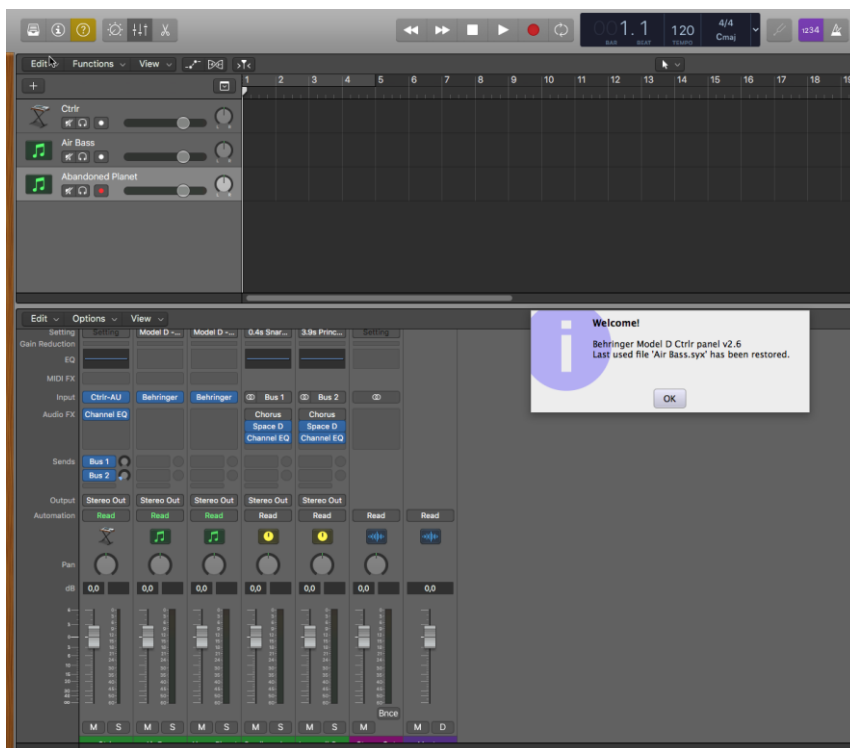 001.1 120 4/4
BAR BEAT TEMPO Cmaj
1234
Edit Functions View
1 2 3 4 5 6 7 8 9 10 11 12 13 14 15 16 17 18
Ctrlr
Air Bass
Abandoned Planet
Edit Options View
Setting Setting Model D -... Model D -... 0.4s Snar... 3.9s Princ... Setting
Gain Reduction
EQ
MIDI FX
Input Ctrlr-AU Behringer Behringer Bus 1 Bus 2
Audio FX Channel EQ Chorus Chorus
Space D Space D
Channel EQ Channel EQ
Sends Bus 1
Bus 2
Output Stereo Out Stereo Out Stereo Out Stereo Out Stereo Out
Automation Read Read Read Read Read Read Read
Pan
dB 0,0 0,0 0,0 0,0 0,0 0,0 0,0
Bnce
M S M S M S M S M S M M D
Welcome!
Behringer Model D Ctrlr panel v2.6
Last used file 'Air Bass.syx' has been restored.
OK